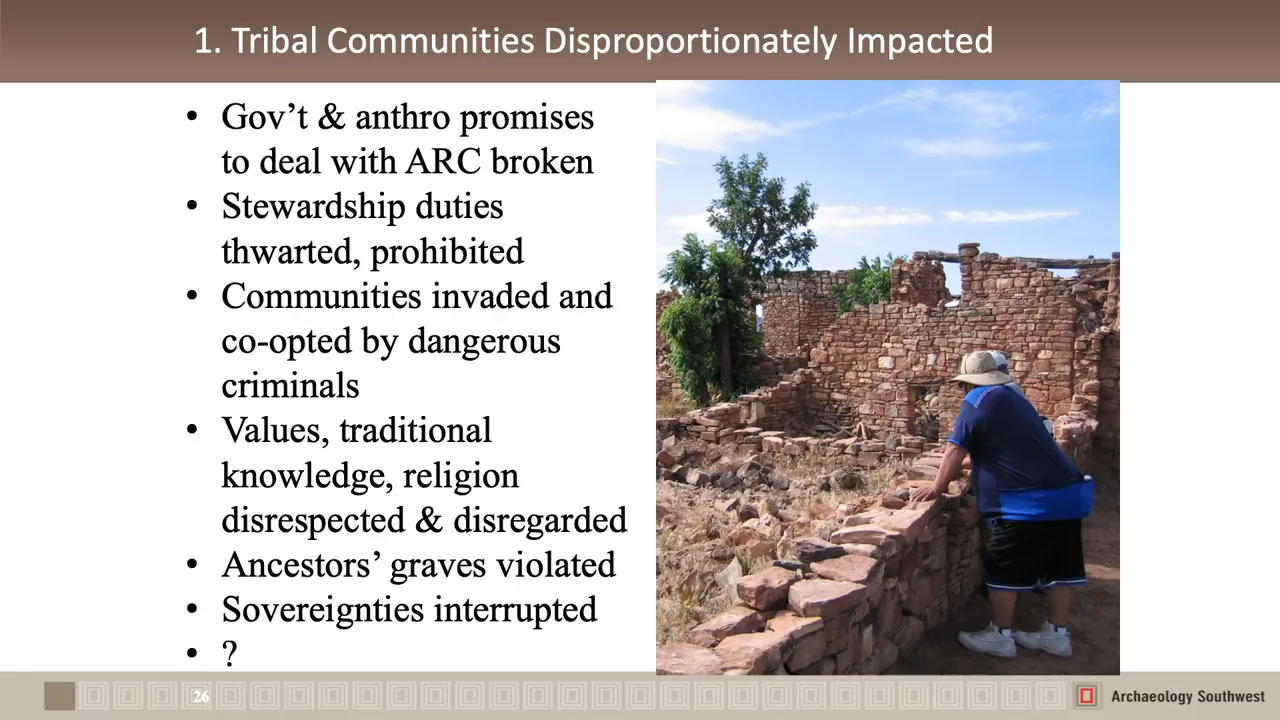 1. Tribal Communities Disproportionately Impacted
• Gov’t & anthro promises
to deal with ARC broken
• Stewardship duties
thwarted, prohibited
• Communities invaded and
co-opted by dangerous
criminals
• Values, traditional
knowledge, religion
disrespected & disregarded
• Ancestors’ graves violated
• Sovereignties interrupted
• ?
26
Archaeology Southwest